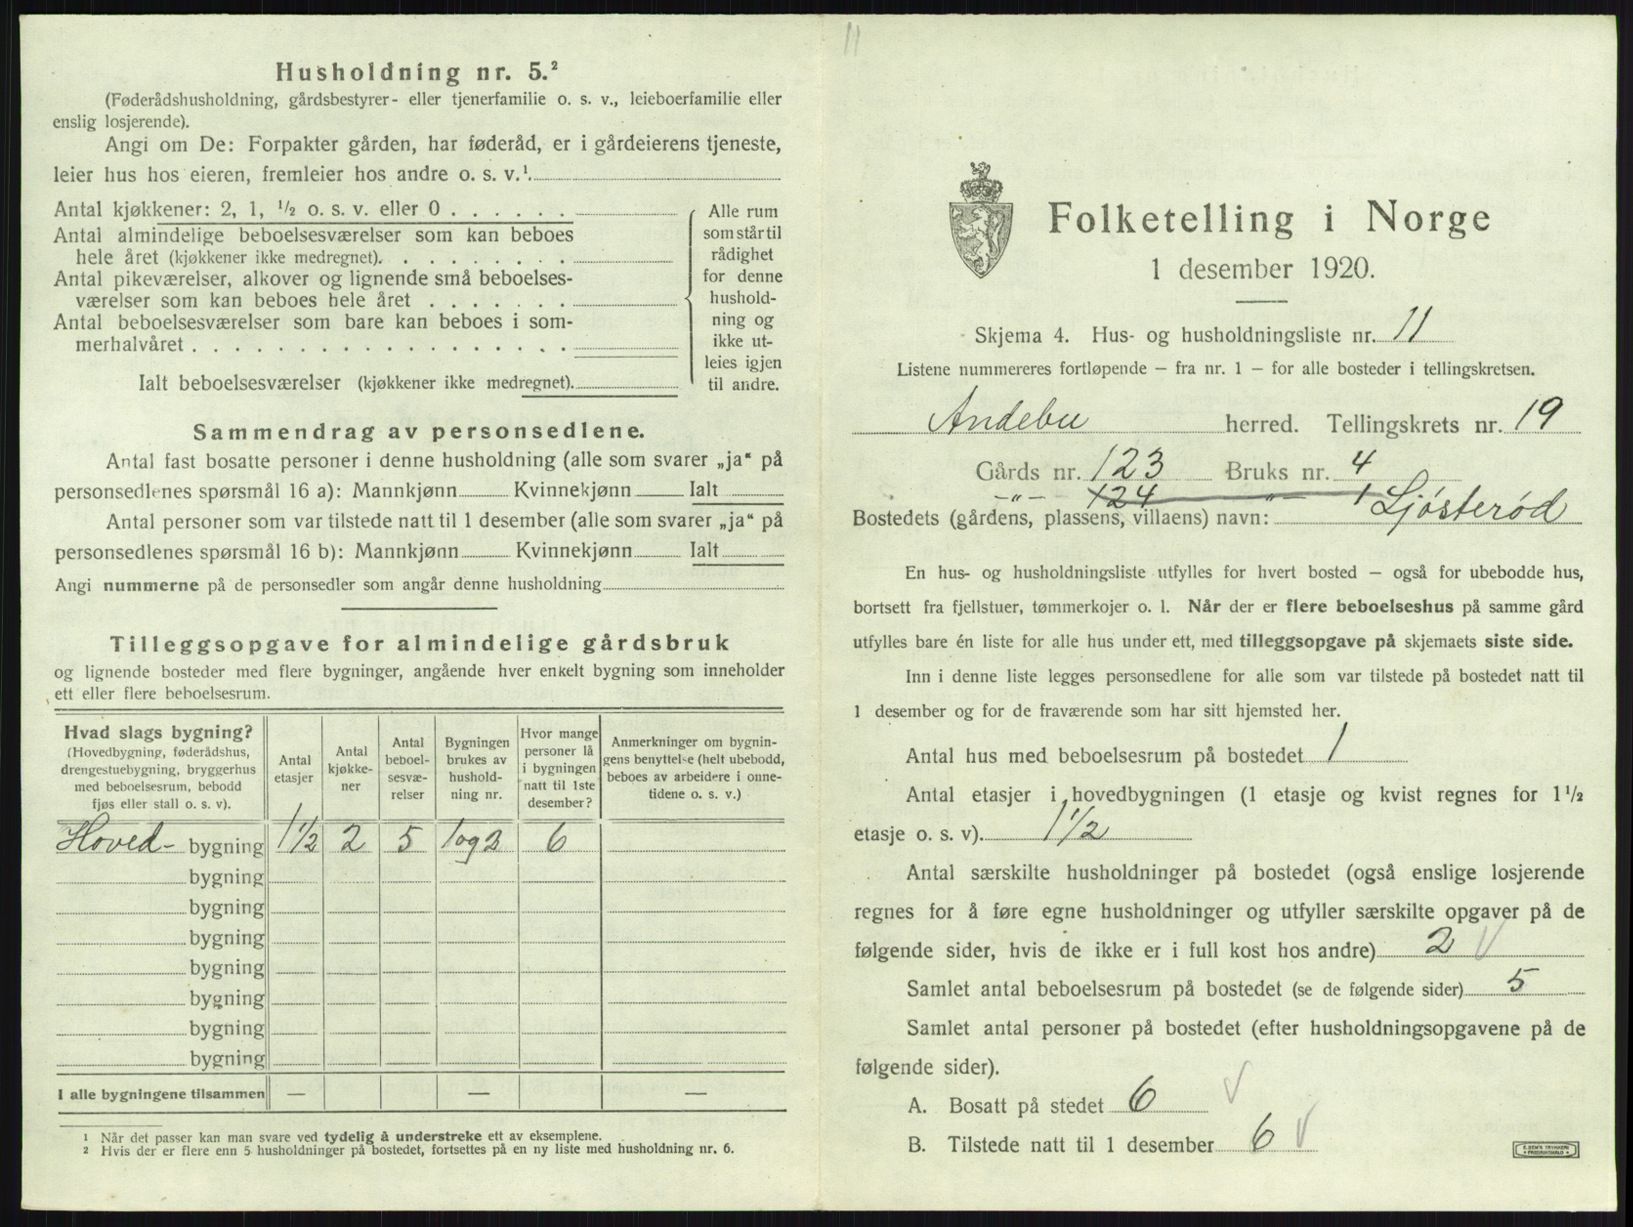 Husholdning nr. 5.²
(Føderådshusholdning, gårdsbestyrer- eller tjenerfamilie o. s. v., leieboerfamilie eller
enslig losjerende).
Angi om De: Forpakter gården, har føderåd, er i gårdeierens tjeneste,
leier hus hos eieren, fremleier hos andre o. s. v.¹
Antal kjøkkener: 2, 1, ¹/₂ o. s. v. eller 0 . . . . . .
Antal almindelige beboelsesværelser som kan beboes
hele året (kjøkkener ikke medregnet). . . . . . . . .
Antal pikeværelser, alkover og lignende små beboelses-
værelser som kan beboes hele året . . . . . . .
Antal beboelsesværelser som bare kan beboes i som-
merhalvåret . . . . . . . . . . . . . . . . . .
Ialt beboelsesværelser (kjøkkener ikke medregnet).
Alle rum
som står til
rådighet
for denne
hushold-
ning og
ikke ut-
leies igjen
til andre.
Sammendrag av personsedlene.
Antal fast bosatte personer i denne husholdning (alle som svarer „ja“ på
personsedlenes spørsmål 16 a): Mannkjønn Kvinnekjønn Ialt
Antal personer som var tilstede natt til 1 desember (alle som svarer „ja“ på
personsedlenes spørsmål 16 b): Mannkjønn Kvinnekjønn Ialt
Angi nummerne på de personsedler som angår denne husholdning
Tilleggsopgave for almindelige gårdsbruk
og lignende bosteder med flere bygninger, angående hver enkelt bygning som inneholder
ett eller flere beboelsesrum.
Hvad slags bygning?
(Hovedbygning, føderådshus,
drengestuebygning, bryggerhus
med beboelsesrum, bebodd
fjøs eller stall o. s. v).
Antal
etasjer
Antal
kjøkke-
ner
Antal
beboel-
sesvæ-
relser
Bygningen
brukes av
hushold-
ning nr.
Hvor mange
personer lå
i bygningen
natt til 1ste
desember?
Anmerkninger om bygnin-
gens benyttelse (helt ubebodd,
beboes av arbeidere i onne-
tidene o. s. v.)
Hoved- bygning 1 1/2 2 5 1 og 2 6
bygning
bygning
bygning
bygning
bygning
bygning
bygning
I alle bygningene tilsammen — — —
¹ Når det passer kan man svare ved tydelig å understreke ett av eksemplene.
² Hvis der er flere enn 5 husholdninger på bostedet, fortsettes på en ny liste med husholdning nr. 6.
11
Folketelling i Norge
1 desember 1920.
Skjema 4. Hus- og husholdningsliste nr. 11
Listene nummereres fortløpende — fra nr. 1 — for alle bosteder i tellingskretsen.
Andebu herred. Tellingskrets nr. 19
Gårds nr. 123 Bruks nr. 4
-"- 124 " 1
Bostedets (gårdens, plassens, villaens) navn: Ljösteröd
En hus- og husholdningsliste utfylles for hvert bosted — også for ubebodde hus,
bortsett fra fjellstuer, tømmerkojer o. l. Når der er flere beboelseshus på samme gård
utfylles bare én liste for alle hus under ett, med tilleggsopgave på skjemaets siste side.
Inn i denne liste legges personsedlene for alle som var tilstede på bostedet natt til
1 desember og for de fraværende som har sitt hjemsted her.
Antal hus med beboelsesrum på bostedet 1
Antal etasjer i hovedbygningen (1 etasje og kvist regnes for 1¹/₂
etasje o. s. v). 1 1/2
Antal særskilte husholdninger på bostedet (også enslige losjerende
regnes for å føre egne husholdninger og utfyller særskilte opgaver på de
følgende sider, hvis de ikke er i full kost hos andre) 2
Samlet antal beboelsesrum på bostedet (se de følgende sider) 5
Samlet antal personer på bostedet (efter husholdningsopgavene på de
følgende sider).
A. Bosatt på stedet 6
B. Tilstede natt til 1 desember 6